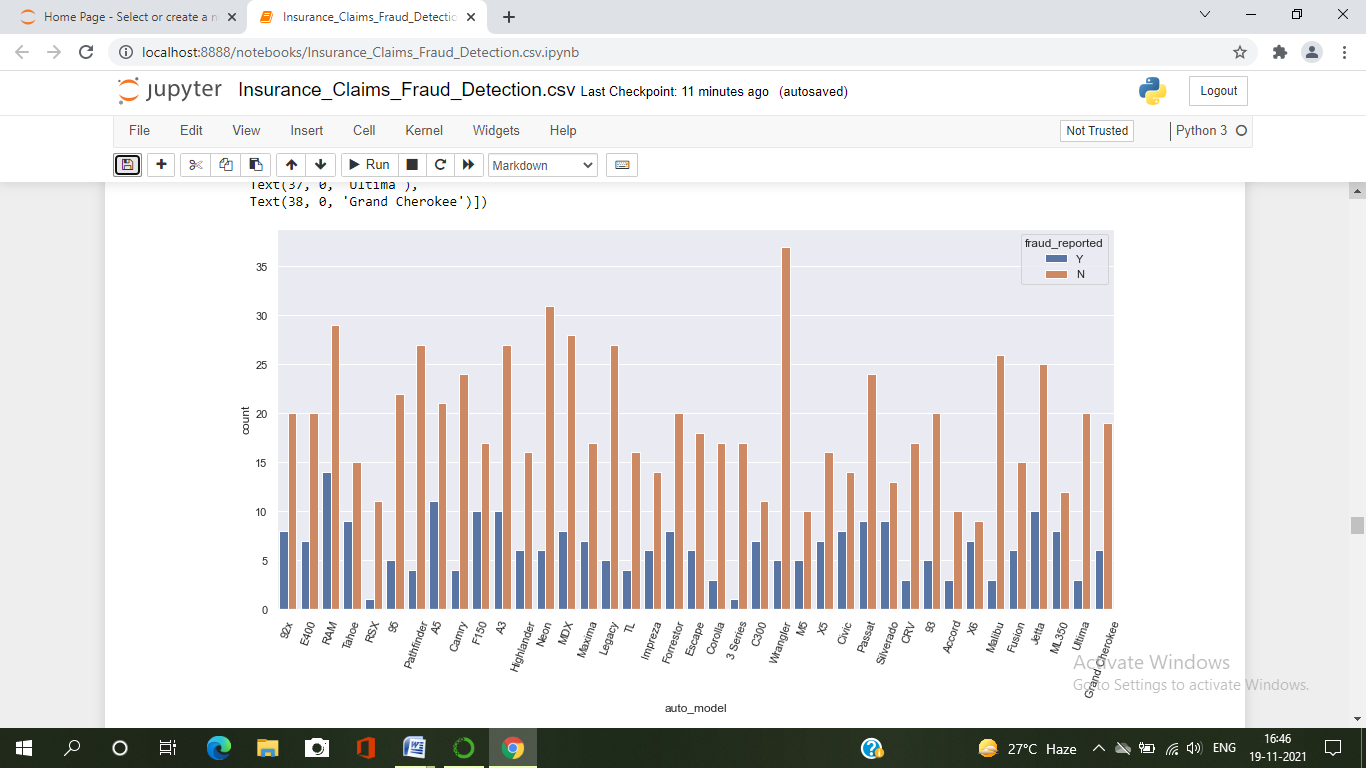 Home Page - Select or create a n
Insurance_Claims_Fraud_Detectio
localhost:8888/notebooks/Insurance_Claims_Fraud_Detection.csv.ipynb
jupyter Insurance_Claims_Fraud_Detection.csv Last Checkpoint: 11 minutes ago (autosaved)
Logout
File Edit View Insert Cell Kernel Widgets Help
Not Trusted
Python 3
Run
Markdown
Text(37, 0, 'Ultima'),
Text(38, 0, 'Grand Cherokee')])
fraud_reported
Y
N
35
30
25
20
15
10
5
0
count
92x E400 RAM Tahoe RSX 95 Pathfinder A5 Camry F150 A3 Highlander Neon MDX Maxima Legacy TL Impreza Forrestor Escape Corolla 3 Series C300 Wrangler M5 X5 Civic Passat Silverado CRV 93 Accord X6 Malibu Fusion Jetta ML350 Ultima Grand Cherokee
auto_model
Activate Windows
Go to Settings to activate Windows.
27°C Haze
ENG
16:46
19-11-2021